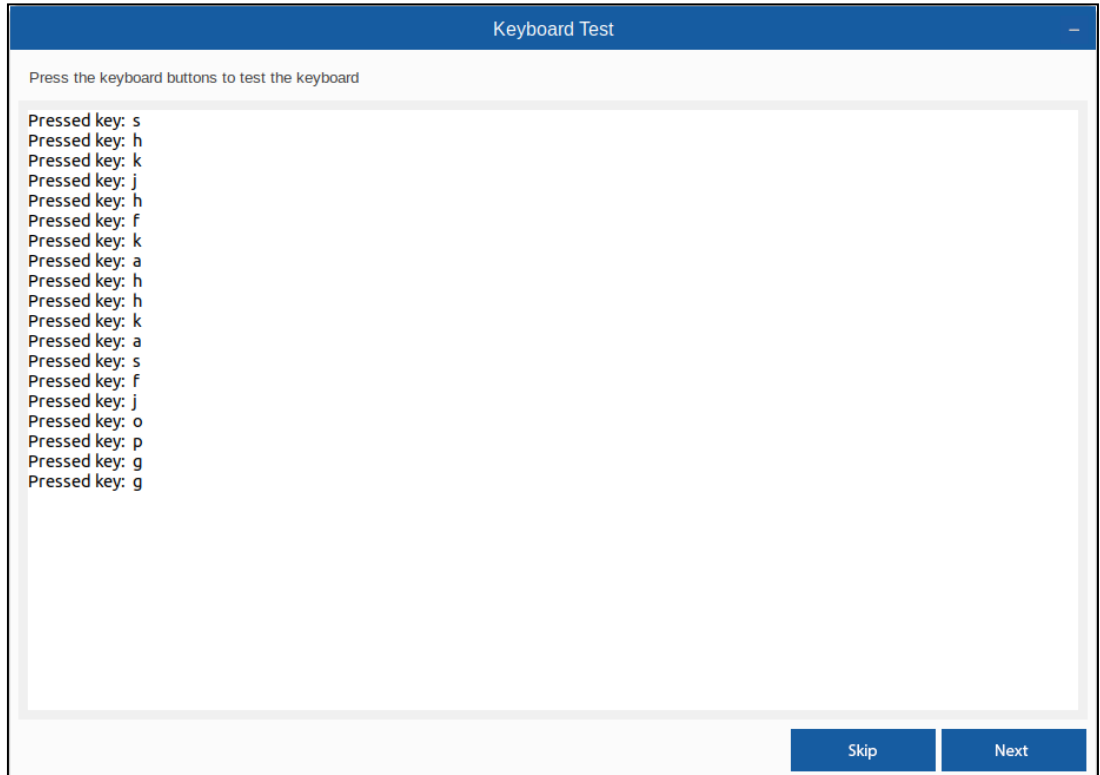 Keyboard Test
Press the keyboard buttons to test the keyboard
Pressed key: s
Pressed key: h
Pressed key: k
Pressed key: j
Pressed key: h
Pressed key: f
Pressed key: k
Pressed key: a
Pressed key: h
Pressed key: h
Pressed key: k
Pressed key: a
Pressed key: s
Pressed key: f
Pressed key: j
Pressed key: o
Pressed key: p
Pressed key: g
Pressed key: g
Skip Next